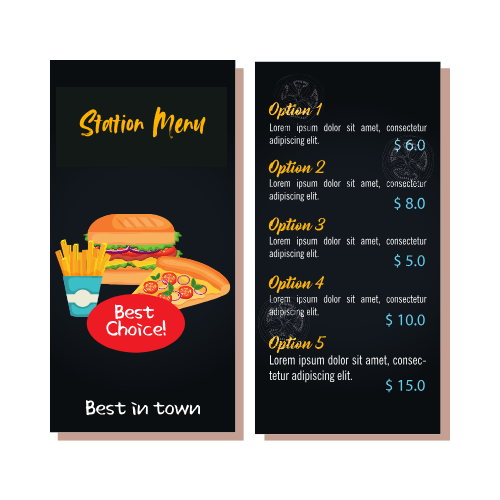 Station Menu
Best
Choice!
Best in town
Option 1
Lorem ipsum dolor sit amet, consectetur
adipiscing elit.
$ 6.0
Option 2
Lorem ipsum dolor sit amet, consectetur
adipiscing elit.
$ 8.0
Option 3
Lorem ipsum dolor sit amet, consectetur
adipiscing elit.
$ 5.0
Option 4
Lorem ipsum dolor sit amet, consectetur
adipiscing elit.
$ 10.0
Option 5
Lorem ipsum dolor sit amet, consec-
tetur adipiscing elit.
$ 15.0